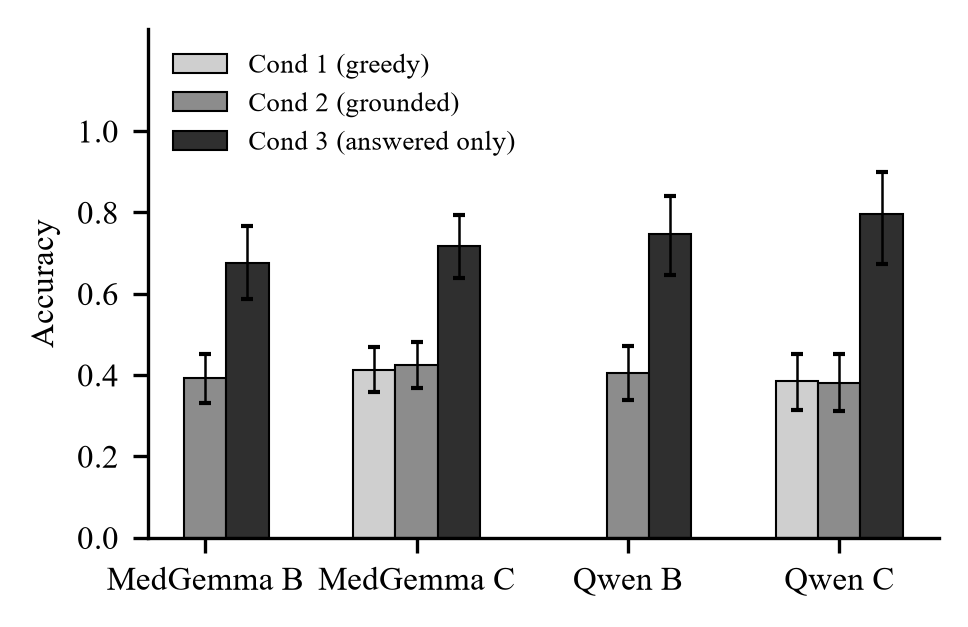 Cond 1 (greedy)
Cond 2 (grounded)
Cond 3 (answered only)
Accuracy
1.0
0.8
0.6
0.4
0.2
0.0
MedGemma B MedGemma C Qwen B Qwen C